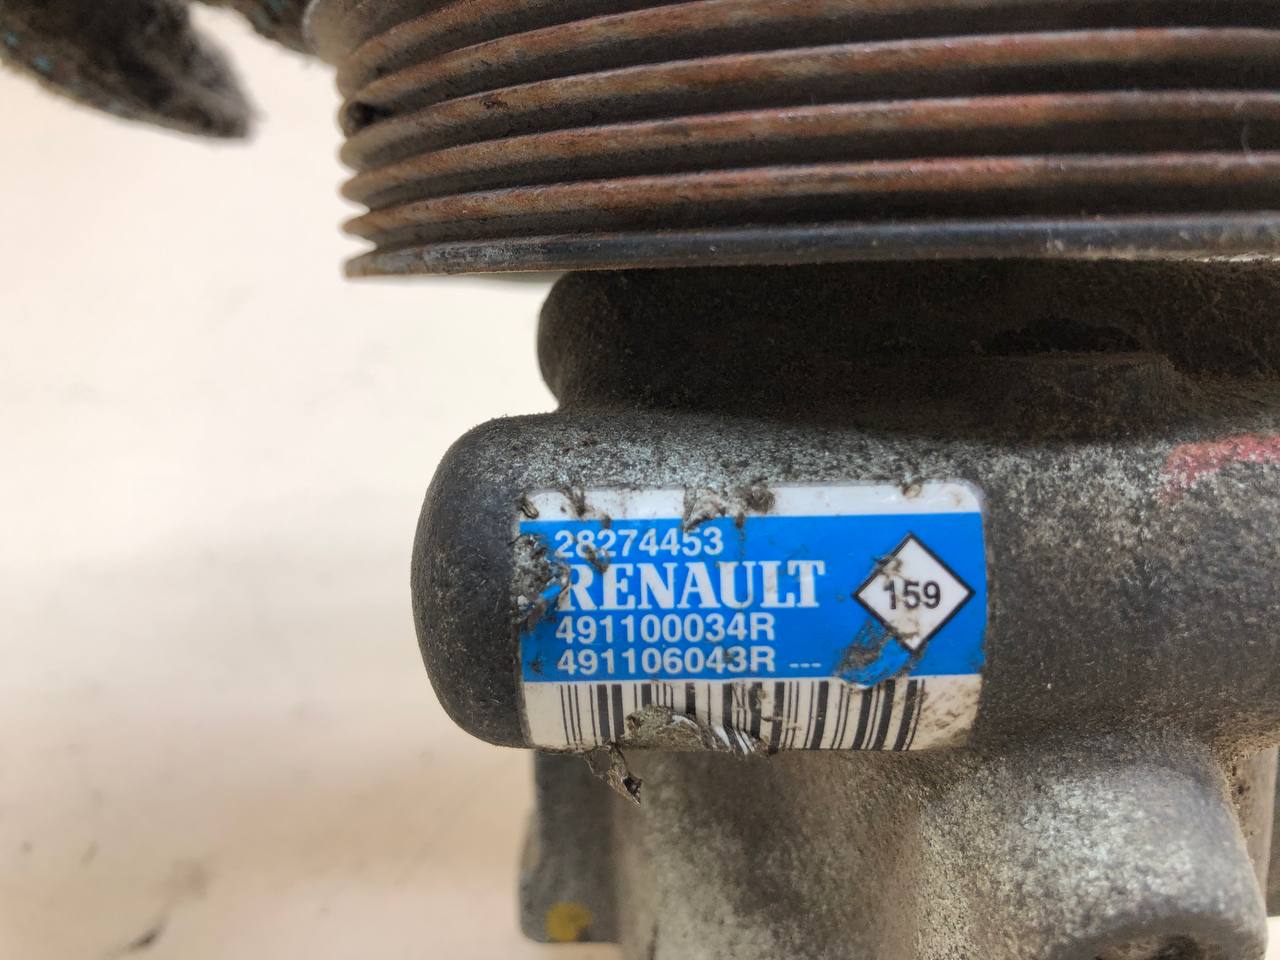 28274453
RENAULT
159
491100034R
491106043R ---